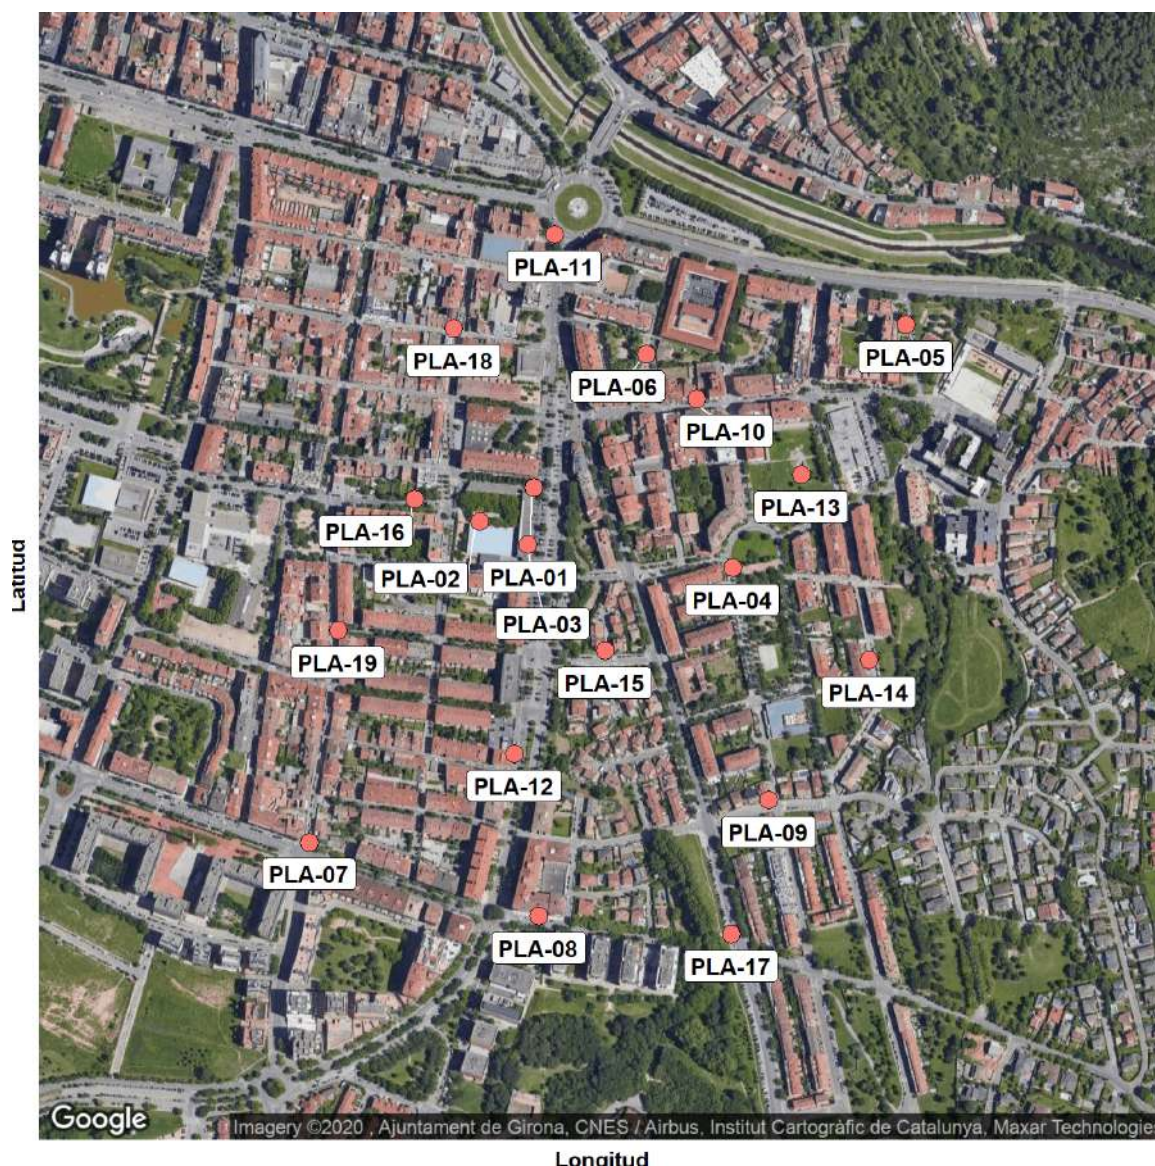 PLA-11
PLA-18
PLA-05
PLA-06
PLA-10
PLA-13
PLA-16
PLA-02
PLA-01
PLA-04
PLA-03
PLA-19
PLA-15
PLA-14
PLA-12
PLA-09
PLA-07
PLA-08
PLA-17
Latitud
Google
Imagery ©2020 , Ajuntament de Girona, CNES / Airbus, Institut Cartogràfic de Catalunya, Maxar Technologies
Longitud